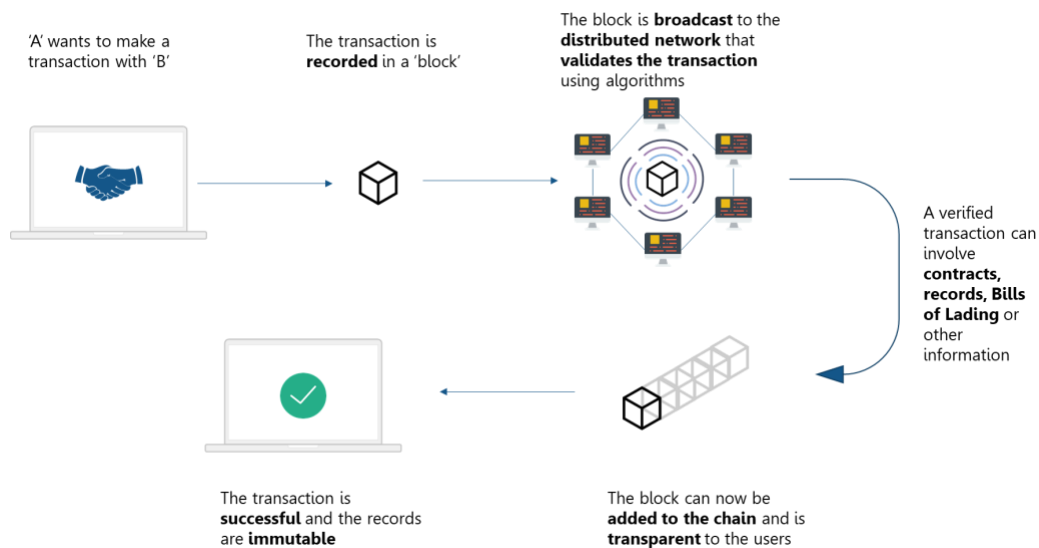 'A' wants to make a
transaction with 'B'
The transaction is
recorded in a 'block'
The block is broadcast to the
distributed network that
validates the transaction
using algorithms
A verified
transaction can
involve
contracts,
records, Bills
of Lading or
other
information
The block can now be
added to the chain and is
transparent to the users
The transaction is
successful and the records
are immutable